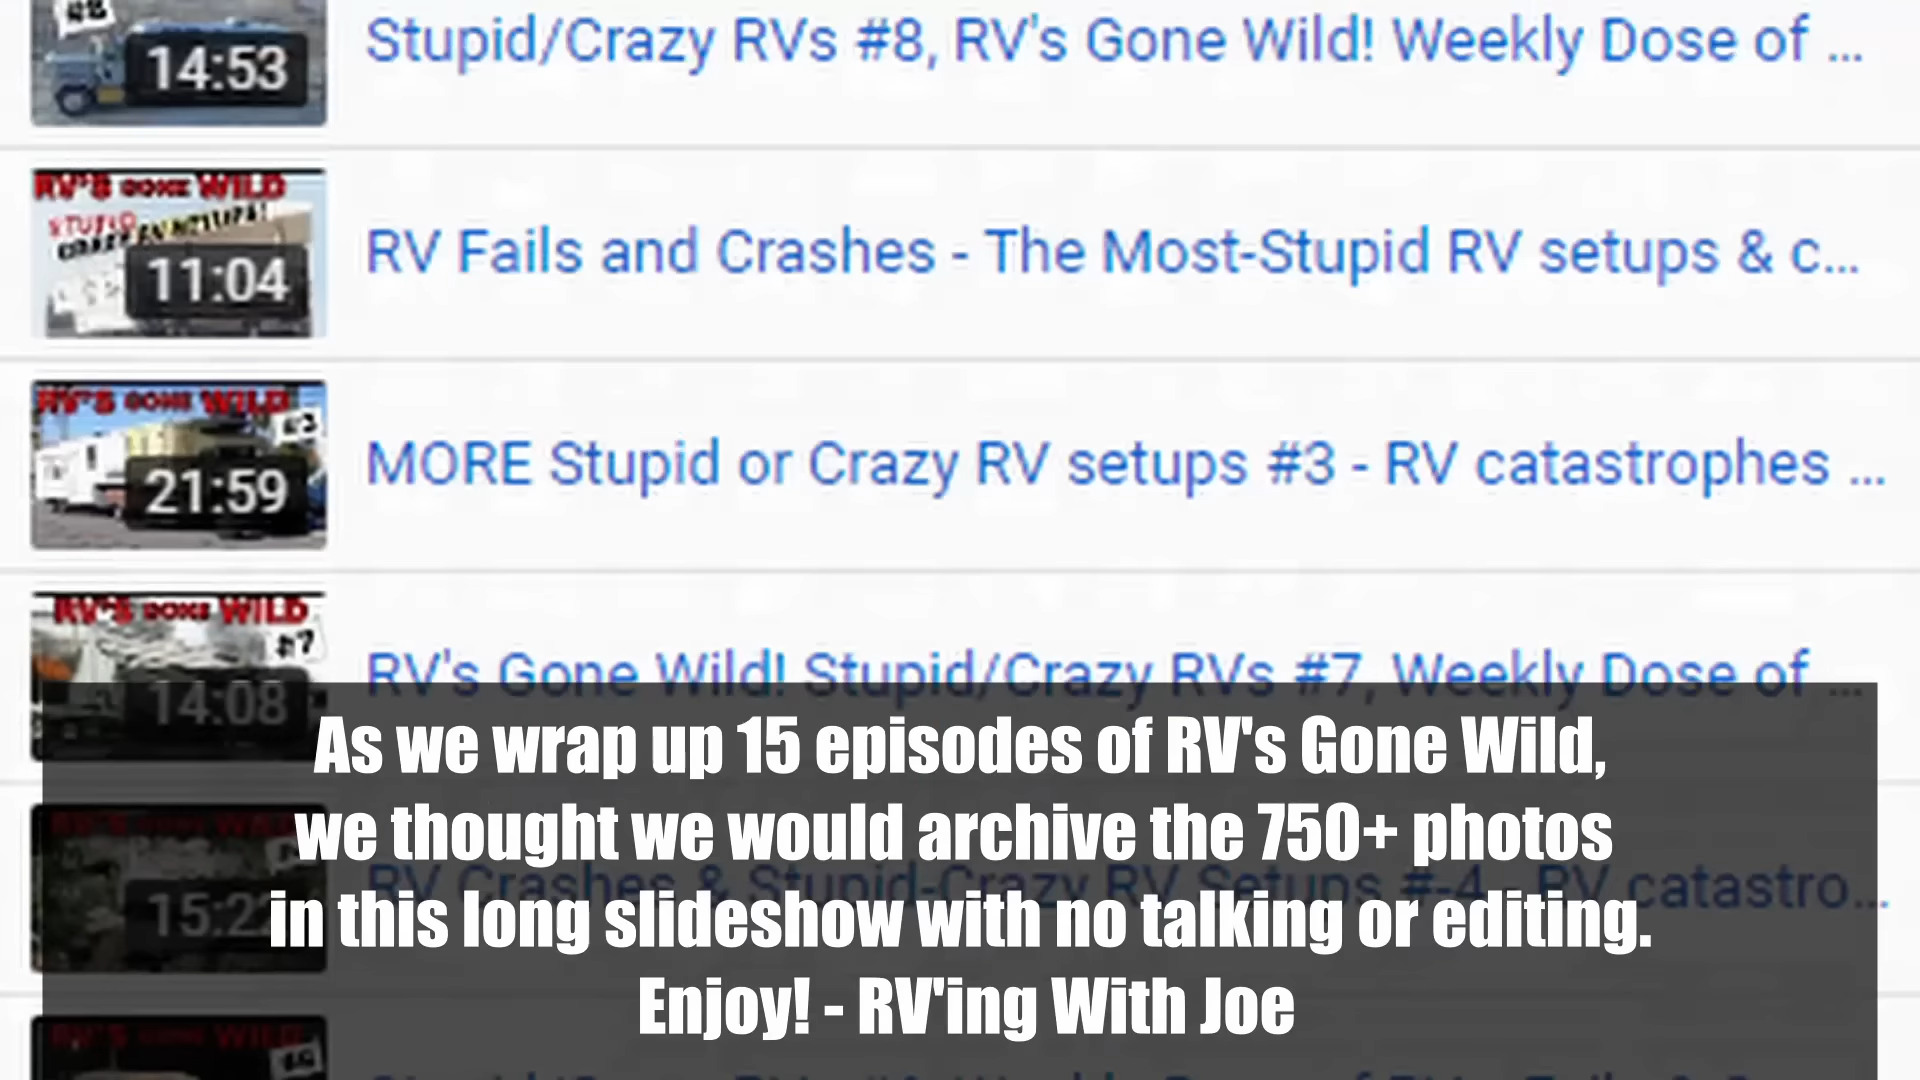 #8
14:53
Stupid/Crazy RVs #8, RV's Gone Wild! Weekly Dose of ...
RV'S GONE WILD
STUPID
11:04
RV Fails and Crashes - The Most-Stupid RV setups & c...
RV'S GONE WILD
#3
21:59
MORE Stupid or Crazy RV setups #3 - RV catastrophes ...
RV'S GONE WILD
#7
14:08
RV's Gone Wild! Stupid/Crazy RVs #7, Weekly Dose of ...
As we wrap up 15 episodes of RV's Gone Wild,
we thought we would archive the 750+ photos
15:22
RV Crashes & Stupid-Crazy RV Setups #-4 - RV catastro...
in this long slideshow with no talking or editing.
Enjoy! - RV'ing With Joe